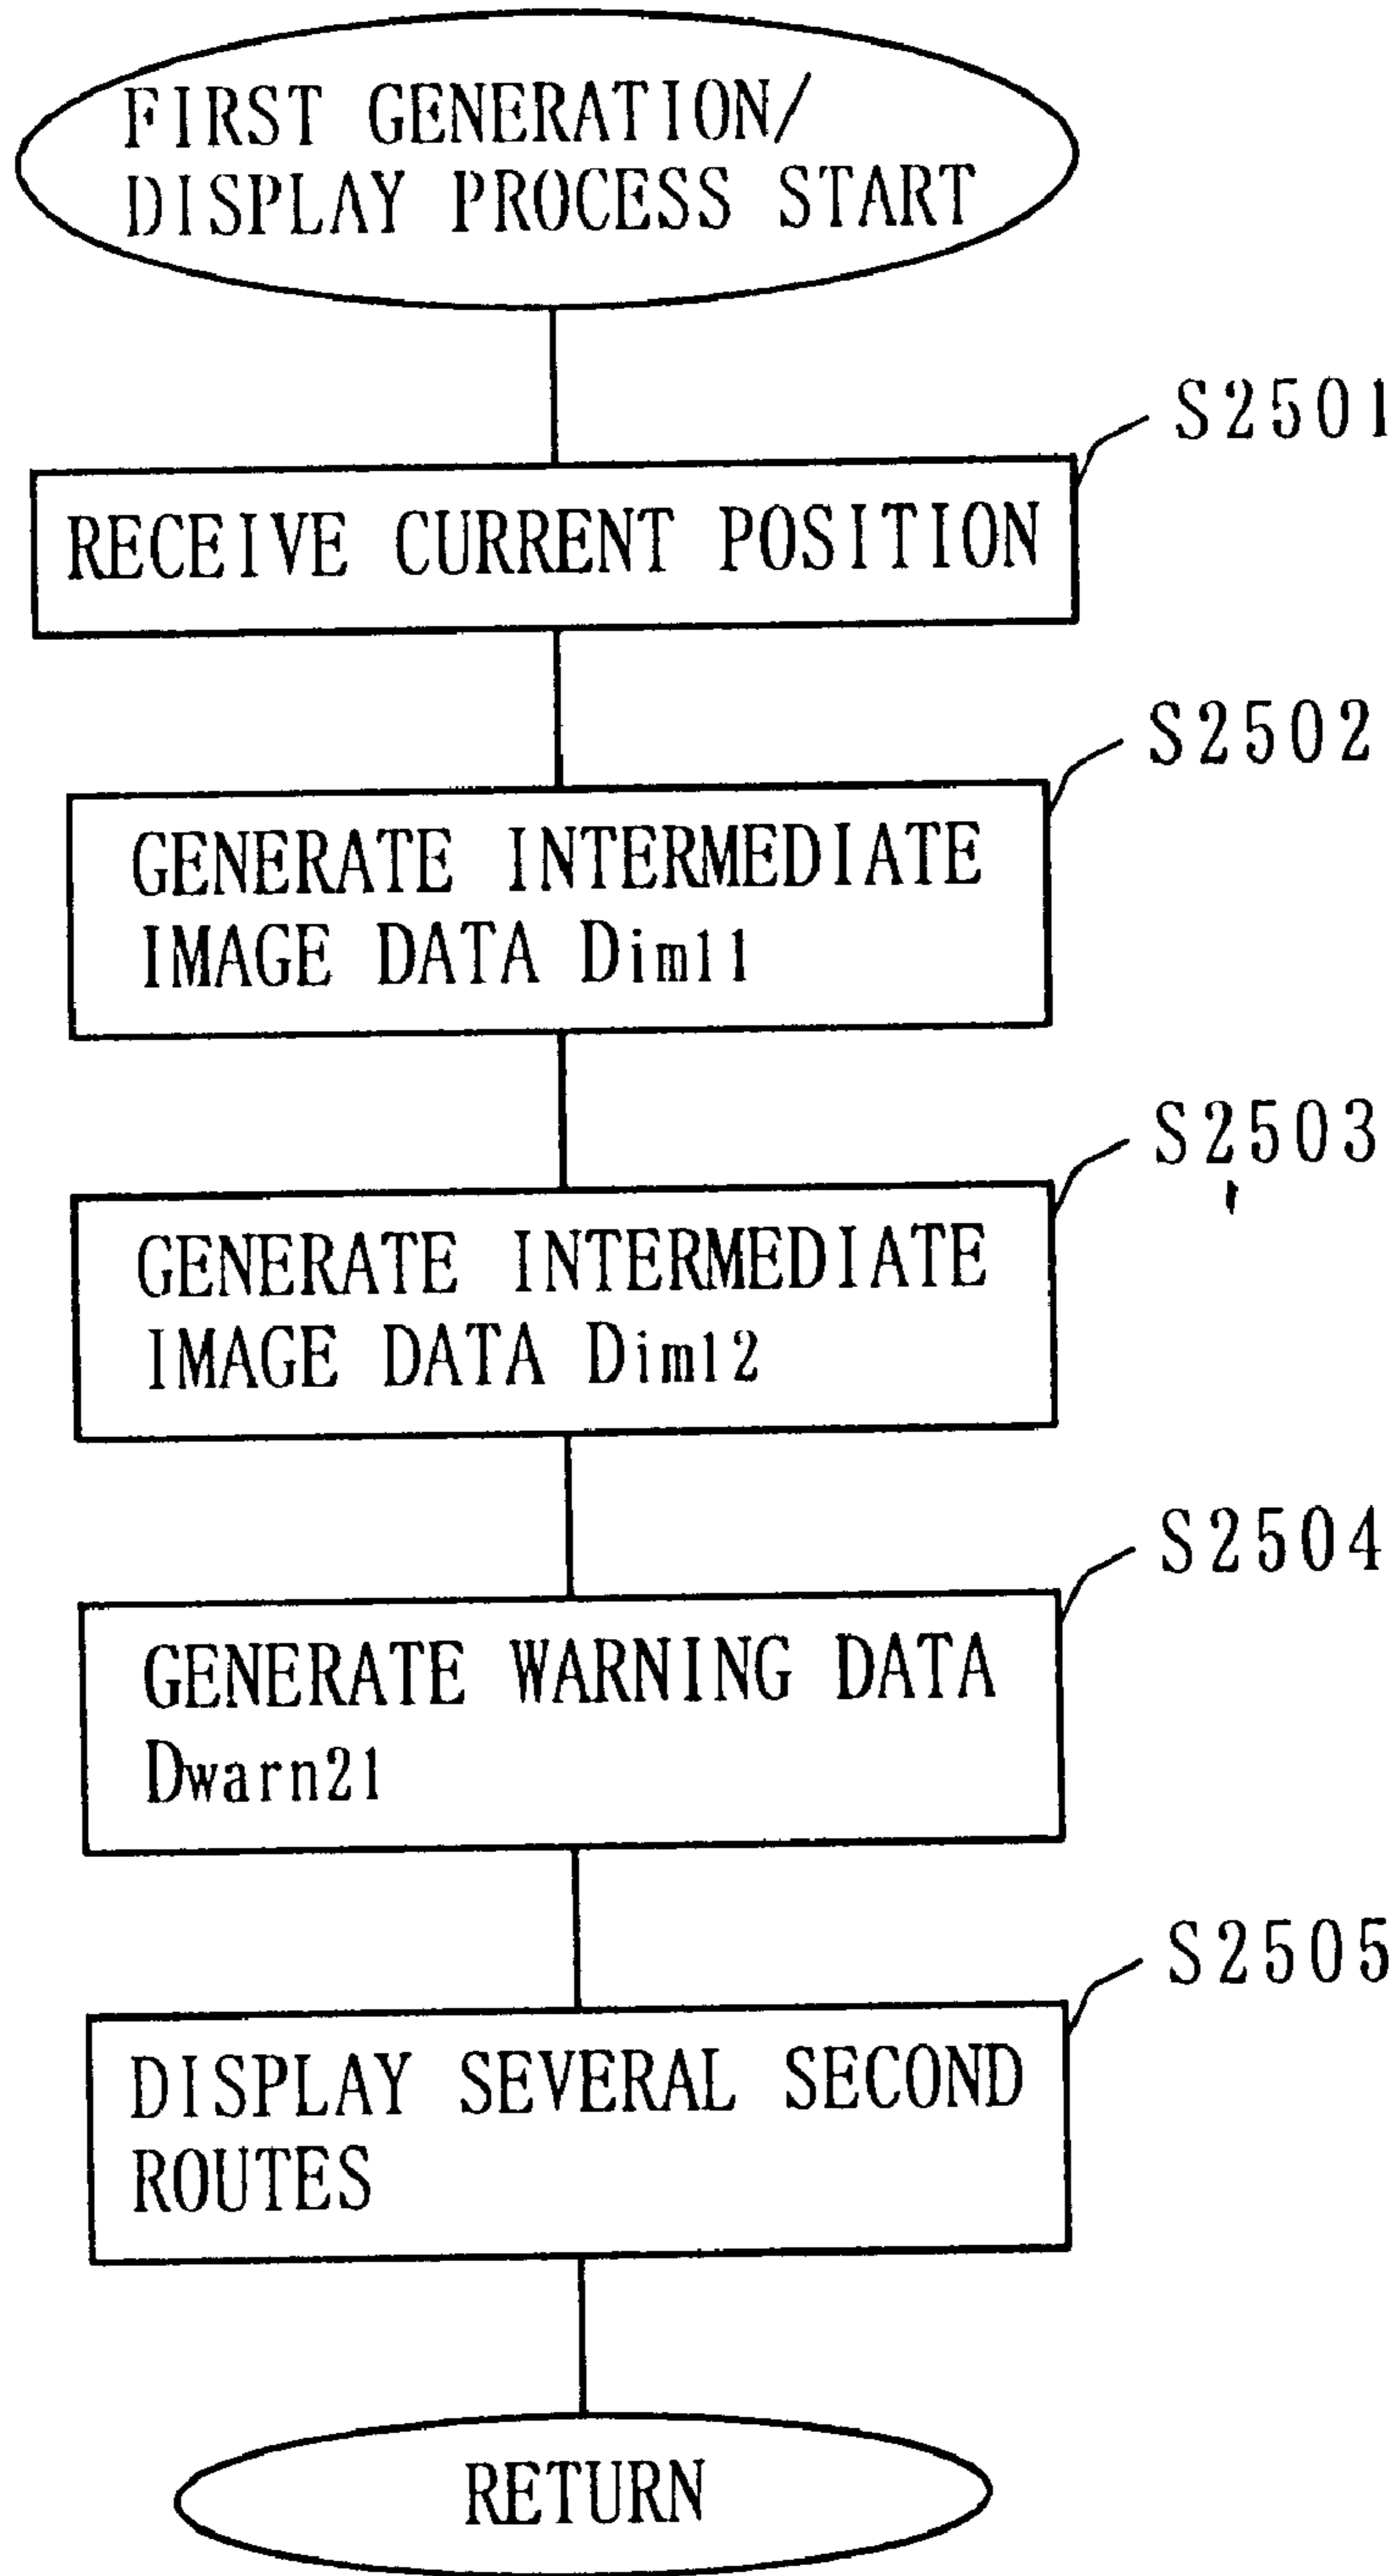 FIRST GENERATION/
DISPLAY PROCESS START
S2501
RECEIVE CURRENT POSITION
S2502
GENERATE INTERMEDIATE
IMAGE DATA Dim11
S2503
GENERATE INTERMEDIATE
IMAGE DATA Dim12
S2504
GENERATE WARNING DATA
Dwarn21
S2505
DISPLAY SEVERAL SECOND
ROUTES
RETURN